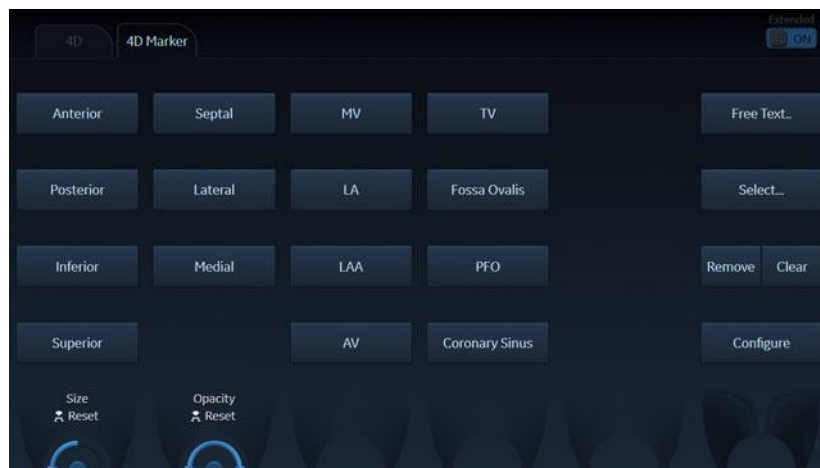 Extended
4D 4D Marker ON
Anterior Septal MV TV Free Text..
Posterior Lateral LA Fossa Ovalis Select...
Inferior Medial LAA PFO Remove Clear
Superior AV Coronary Sinus Configure
Size Opacity
Reset Reset